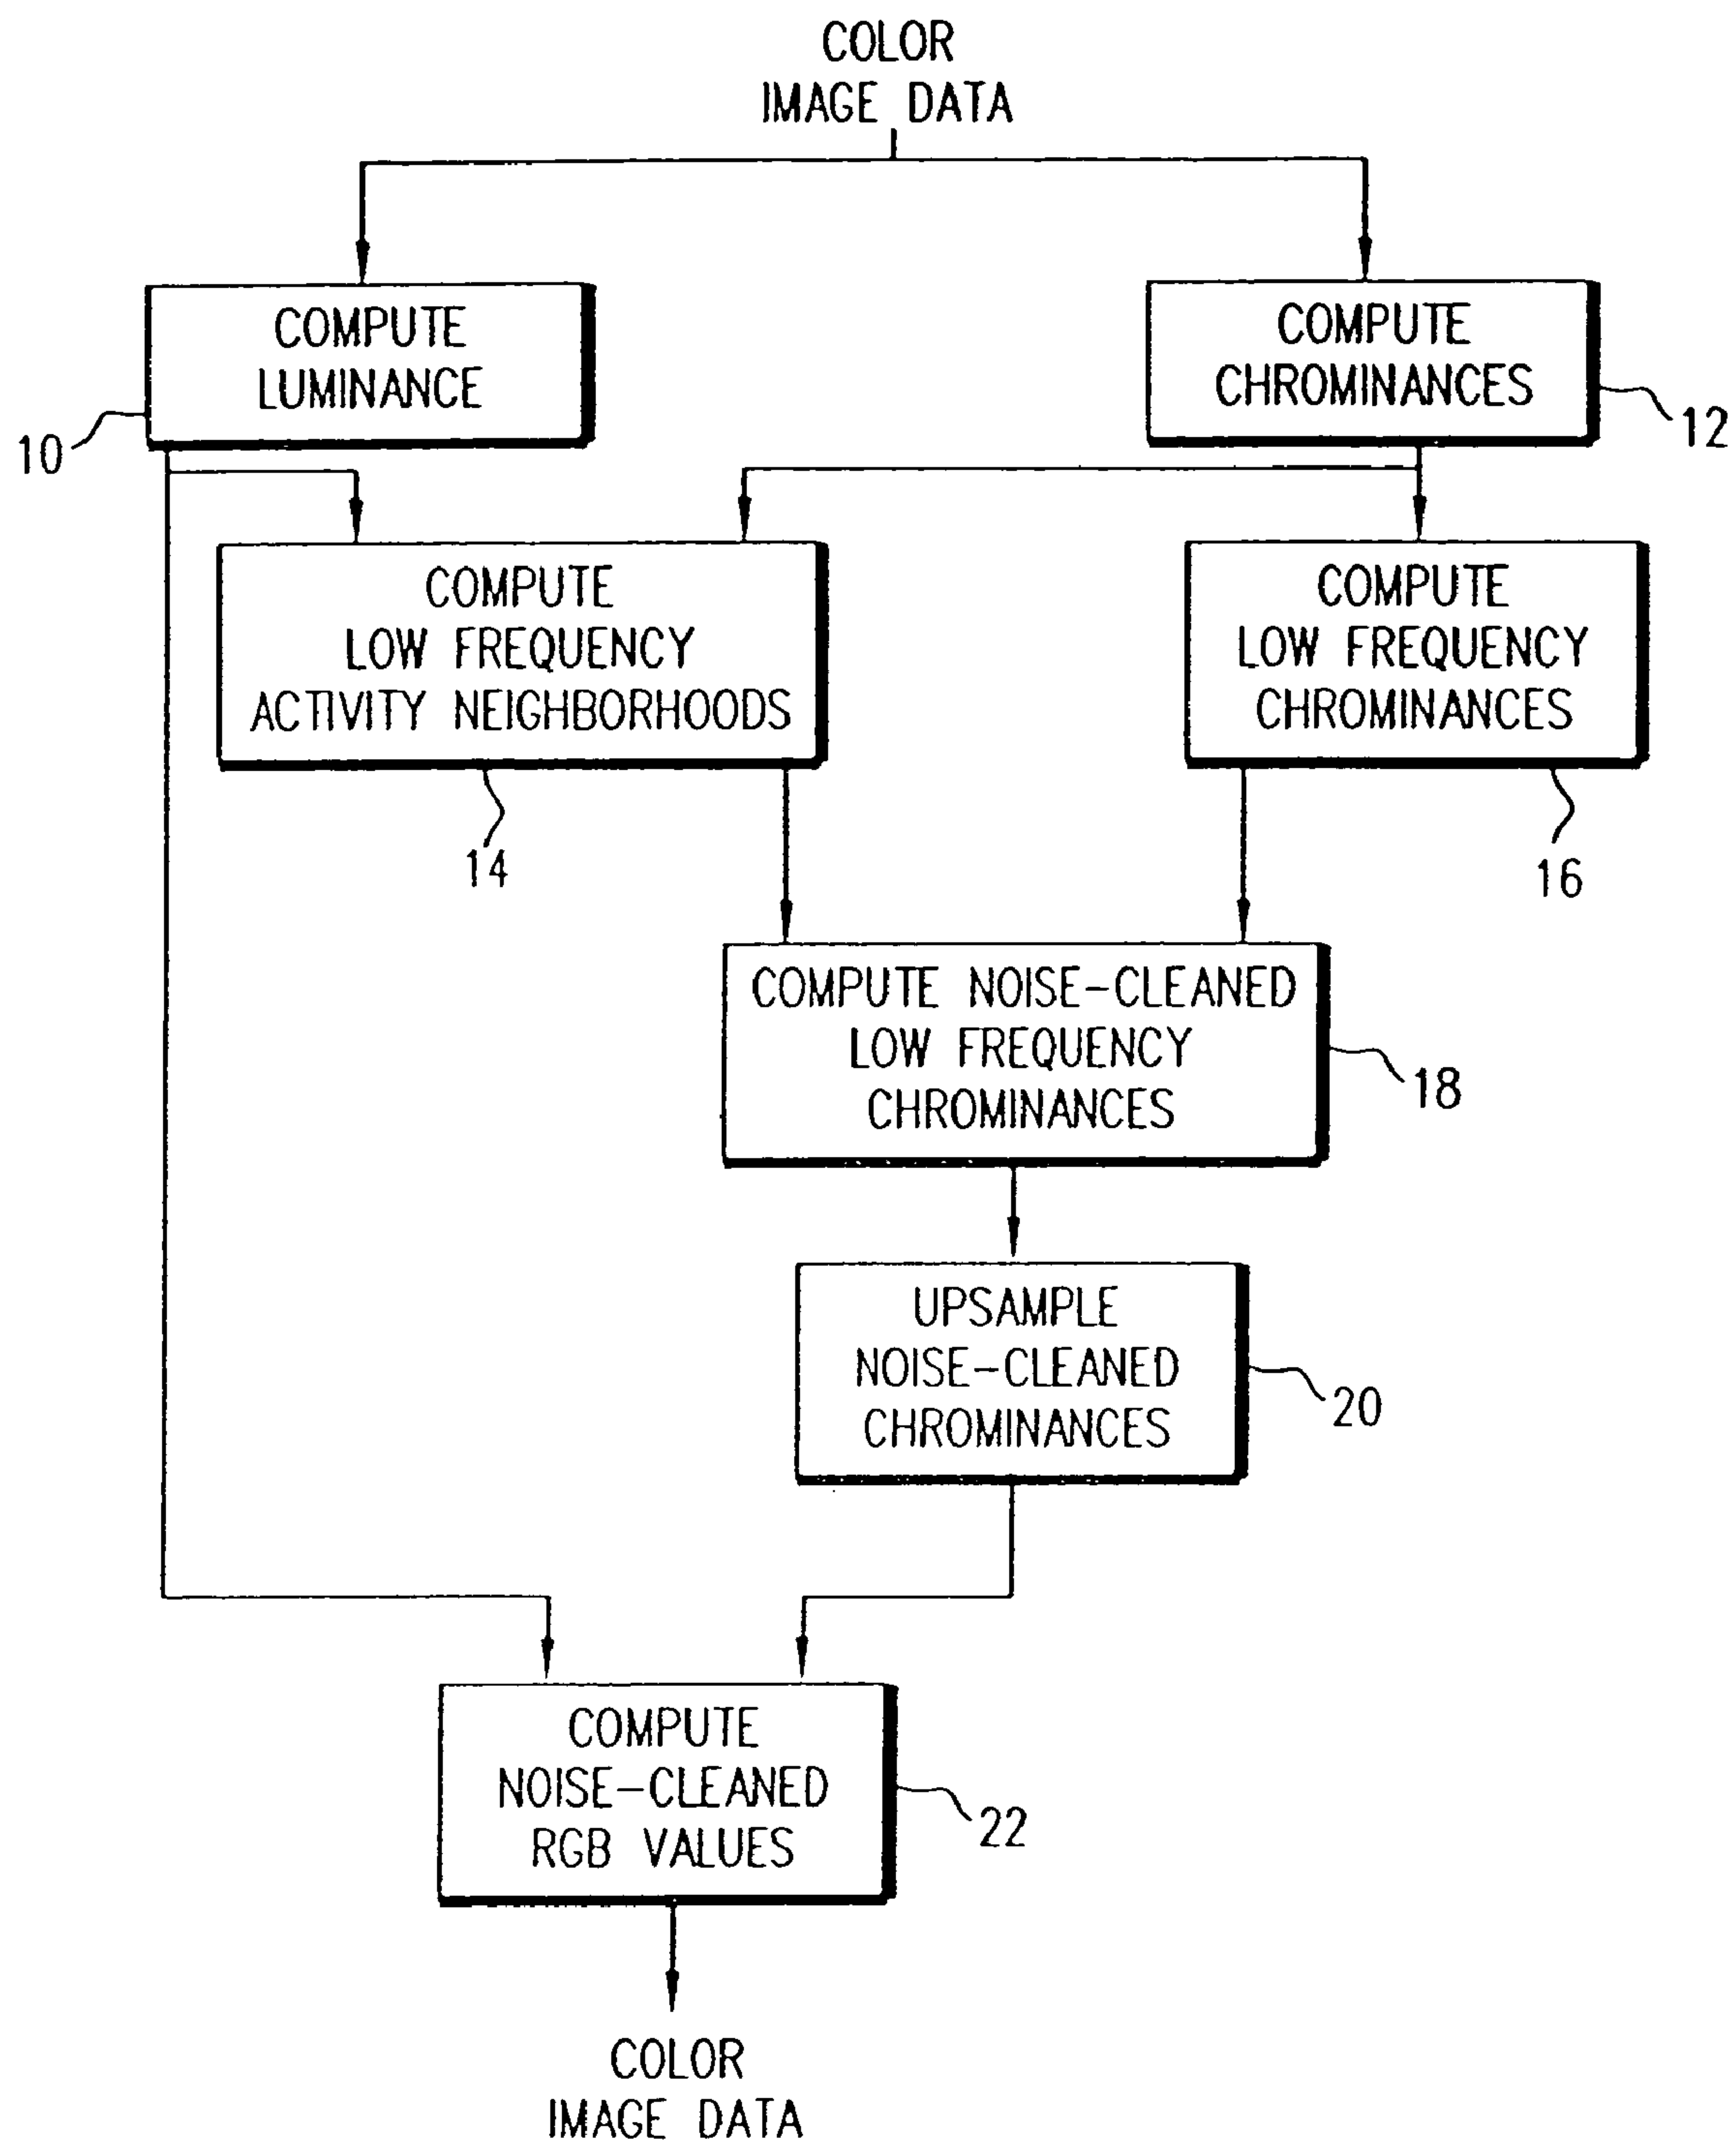 COLOR
IMAGE DATA
COMPUTE
LUMINANCE
10
COMPUTE
CHROMINANCES
12
COMPUTE
LOW FREQUENCY
ACTIVITY NEIGHBORHOODS
14
COMPUTE
LOW FREQUENCY
CHROMINANCES
16
COMPUTE NOISE-CLEANED
LOW FREQUENCY
CHROMINANCES
18
UPSAMPLE
NOISE-CLEANED
CHROMINANCES
20
COMPUTE
NOISE-CLEANED
RGB VALUES
22
COLOR
IMAGE DATA